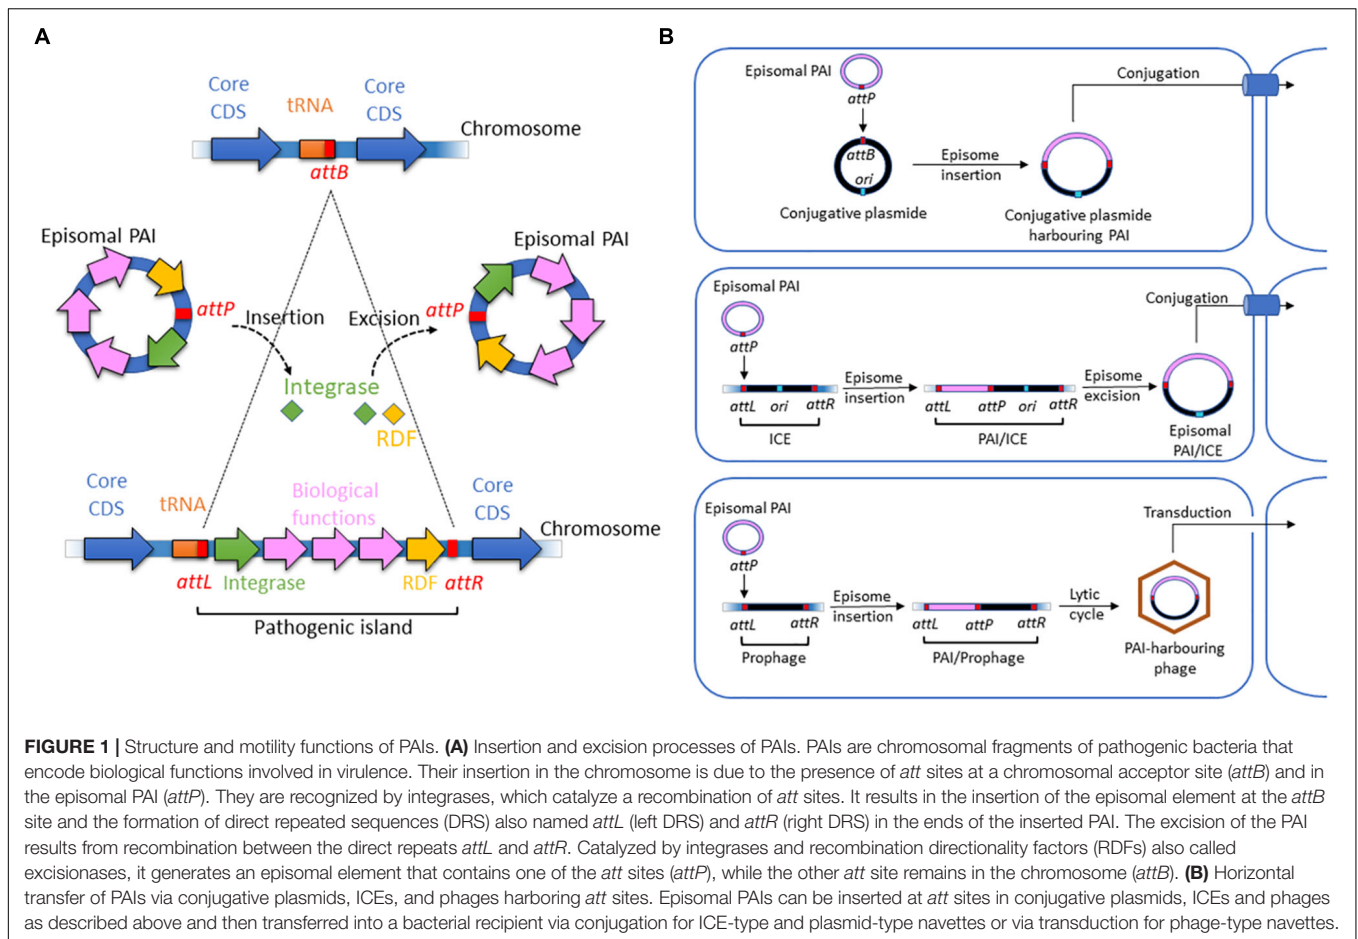 A
Core
CDS
tRNA
Core
CDS
Chromosome
attB
Episomal PAI
Episomal PAI
attP
Insertion
Excision
attP
Integrase
RDF
Core
CDS
tRNA
Biological
functions
Core
CDS
Chromosome
attL
Integrase
RDF
attR
Pathogenic island
B
Episomal PAI
attP
attB
ori
Conjugative plasmide
Episome
insertion
Conjugation
Conjugative plasmide
harbouring PAI
Episomal PAI
attP
attL
ori
attR
ICE
Episome
insertion
attL
attP
ori
attR
PAI/ICE
Episome
excision
Conjugation
Episomal
PAI/ICE
Episomal PAI
attP
attL
attR
Prophage
Episome
insertion
attL
attP
attR
PAI/Prophage
Lytic
cycle
Transduction
PAI-harbouring
phage
FIGURE 1 | Structure and motility functions of PAIs. (A) Insertion and excision processes of PAIs. PAIs are chromosomal fragments of pathogenic bacteria that
encode biological functions involved in virulence. Their insertion in the chromosome is due to the presence of att sites at a chromosomal acceptor site (attB) and in
the episomal PAI (attP). They are recognized by integrases, which catalyze a recombination of att sites. It results in the insertion of the episomal element at the attB
site and the formation of direct repeated sequences (DRS) also named attL (left DRS) and attR (right DRS) in the ends of the inserted PAI. The excision of the PAI
results from recombination between the direct repeats attL and attR. Catalyzed by integrases and recombination directionality factors (RDFs) also called
excisionases, it generates an episomal element that contains one of the att sites (attP), while the other att site remains in the chromosome (attB). (B) Horizontal
transfer of PAIs via conjugative plasmids, ICEs, and phages harboring att sites. Episomal PAIs can be inserted at att sites in conjugative plasmids, ICEs and phages
as described above and then transferred into a bacterial recipient via conjugation for ICE-type and plasmid-type navettes or via transduction for phage-type navettes.